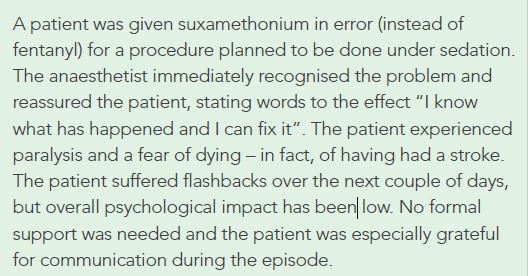 A patient was given suxamethonium in error (instead of
fentanyl) for a procedure planned to be done under sedation.
The anaesthetist immediately recognised the problem and
reassured the patient, stating words to the effect “I know
what has happened and I can fix it”. The patient experienced
paralysis and a fear of dying – in fact, of having had a stroke.
The patient suffered flashbacks over the next couple of days,
but overall psychological impact has been low. No formal
support was needed and the patient was especially grateful
for communication during the episode.